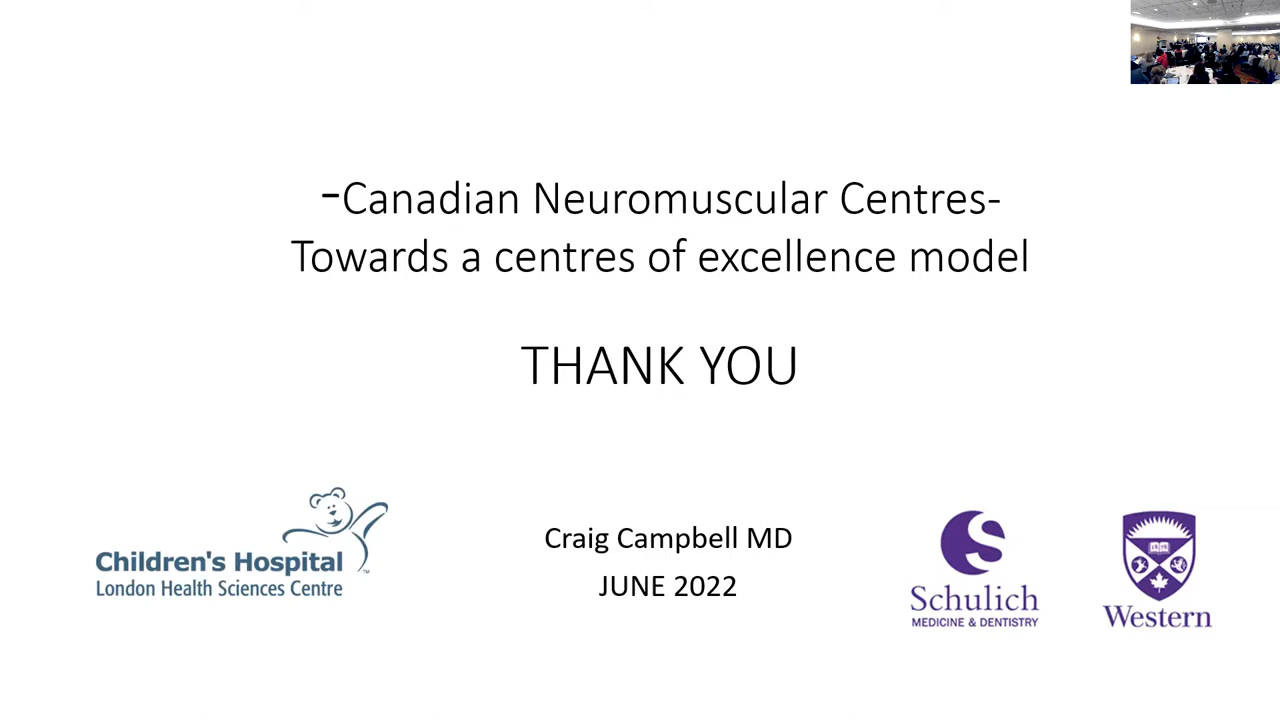 -Canadian Neuromuscular Centres-
Towards a centres of excellence model
THANK YOU
Children's Hospital
London Health Sciences Centre
™
Craig Campbell MD
JUNE 2022
Schulich
MEDICINE & DENTISTRY
Western